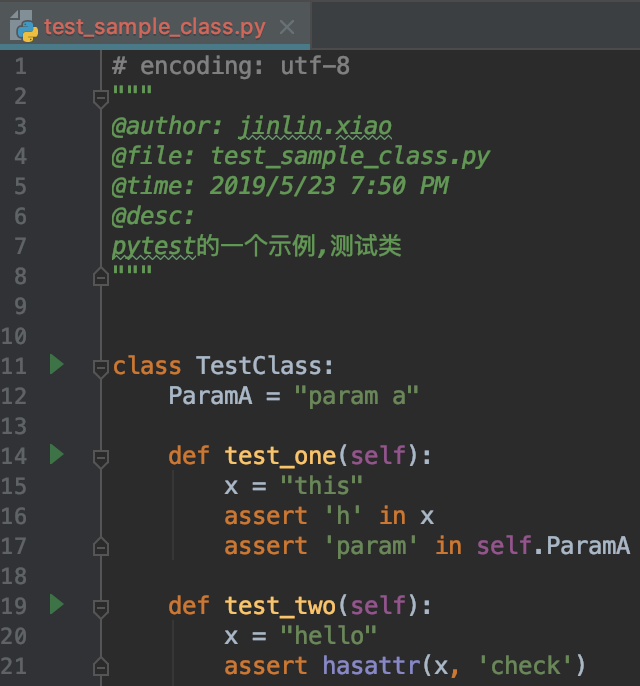 test_sample_class.py
1 # encoding: utf-8
2 """
3 @author: jinlin.xiao
4 @file: test_sample_class.py
5 @time: 2019/5/23 7:50 PM
6 @desc:
7 pytest的一个示例,测试类
8 """
9
10
11 class TestClass:
12     ParamA = "param a"
13
14     def test_one(self):
15         x = "this"
16         assert 'h' in x
17         assert 'param' in self.ParamA
18
19     def test_two(self):
20         x = "hello"
21         assert hasattr(x, 'check')